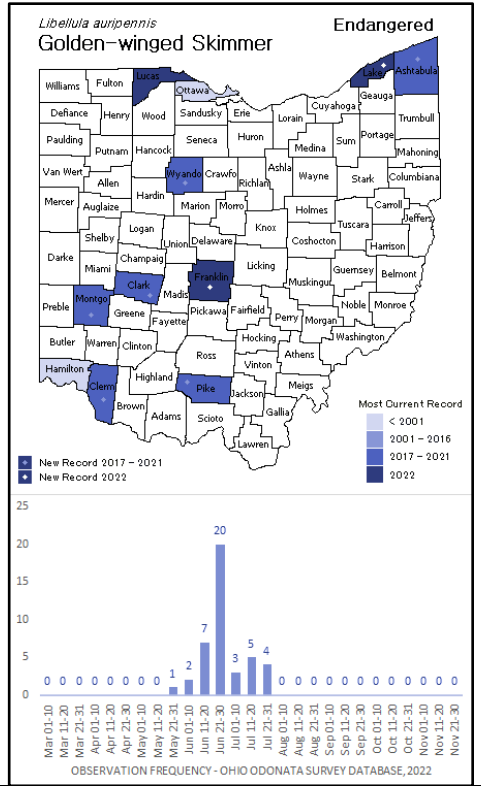 Libellula auripennis
Endangered
Golden-winged Skimmer
Williams Fulton Lucas Ottawa Lake Ashtabula
Geauga
Defiance Henry Wood Sandusky Erie Lorain Cuyahoga Trumbull
Paulding Putnam Hancock Seneca Huron Medina Sum Portage Mahoning
Van Wert Allen Wyando Crawfo Richlan Ashla Wayne Stark Columbiana
Mercer Auglaize Hardin Marion Morro Holmes Carroll Jeffers
Shelby Logan Union Delaware Knox Coshocton Tuscara Harrison
Darke Miami Champaig Licking Guernsey Belmont
Clark Madis Franklin Muskingu
Preble Montgo Greene Fayette Pickawa Fairfield Perry Morgan Noble Monroe
Butler Warren Clinton Ross Hocking Athens Washington
Hamilton Clerm Highland Vinton
Brown Adams Pike Scioto Jackson Meigs
Gallia
Lawren
Most Current Record
< 2001
2001 - 2016
2017 - 2021
2022
New Record 2017 - 2021
New Record 2022
25
20
15
10
5
0
0 0 0 0 0 0 0 0 1 2 7 20 3 5 4 0 0 0 0 0 0 0 0 0 0 0 0
Mar 01-10
Mar 11-20
Mar 21-31
Apr 01-10
Apr 11-20
Apr 21-30
May 01-10
May 11-20
May 21-31
Jun 01-10
Jun 11-20
Jun 21-30
Jul 01-10
Jul 11-20
Jul 21-31
Aug 01-10
Aug 11-20
Aug 21-31
Sep 01-10
Sep 11-20
Sep 21-30
Oct 01-10
Oct 11-20
Oct 21-31
Nov 01-10
Nov 11-20
Nov 21-30
OBSERVATION FREQUENCY - OHIO ODONATA SURVEY DATABASE, 2022